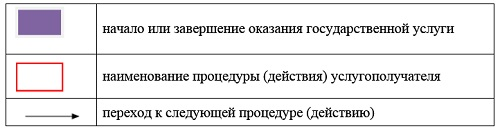 начало или завершение оказания государственной услуги
наименование процедуры (действия) услугополучателя
переход к следующей процедуре (действию)